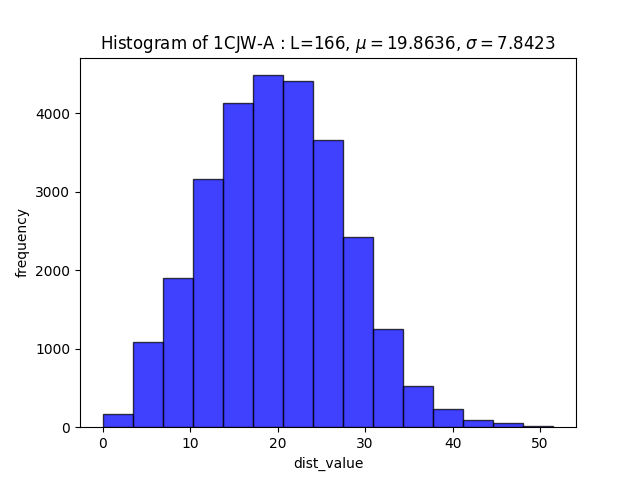 Histogram of 1CJW-A : L=166, μ = 19.8636, σ = 7.8423
4000
3000
2000
1000
0
frequency
0 10 20 30 40 50
dist_value